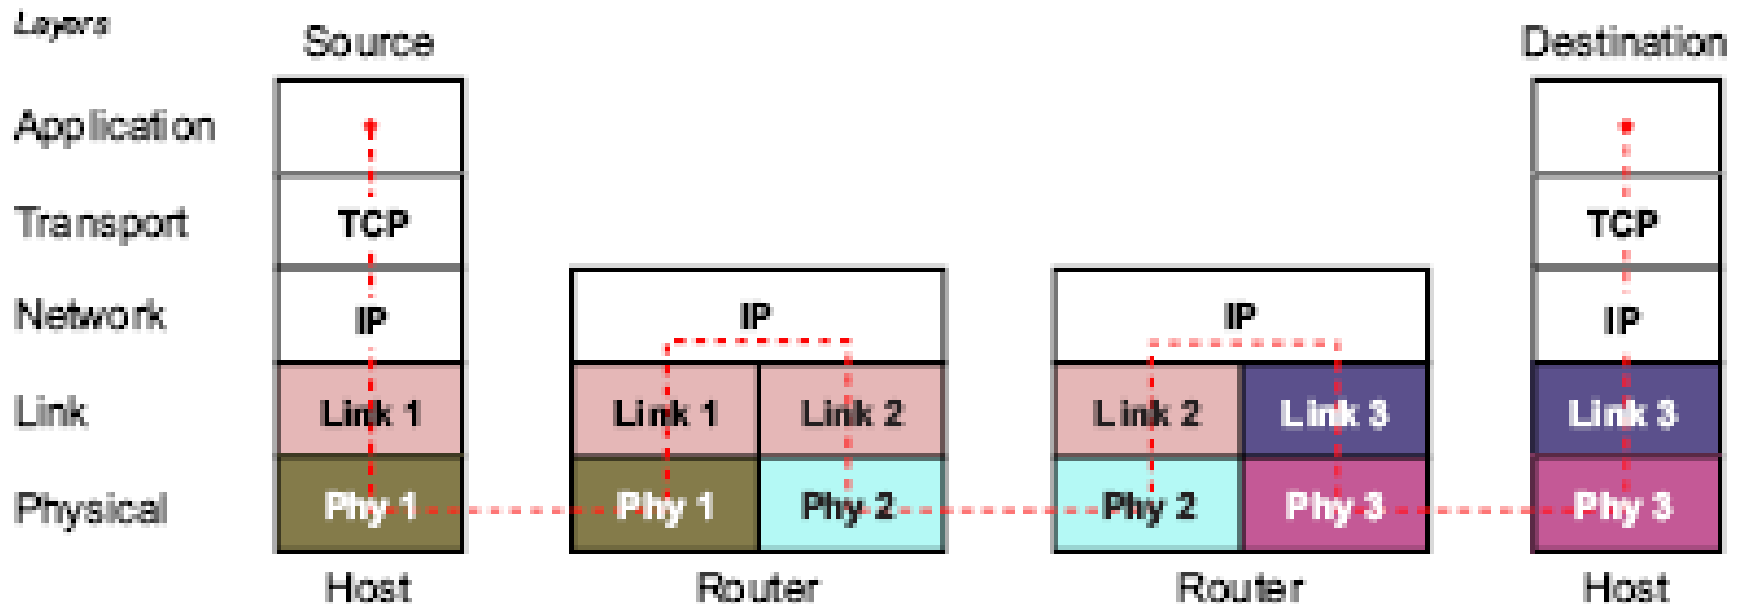 Layers
Source Destination
Application
Transport TCP TCP
Network IP IP IP IP
Link Link 1 Link 1 Link 2 Link 2 Link 3 Link 3
Physical Phy 1 Phy 1 Phy 2 Phy 2 Phy 3 Phy 3
Host Router Router Host